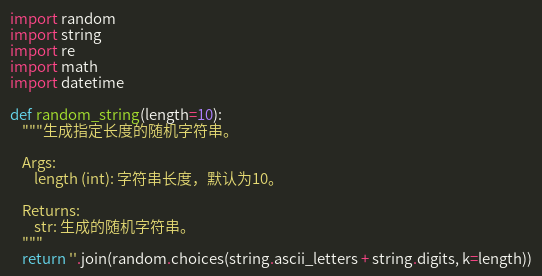 import random
import string
import re
import math
import datetime
def random_string(length=10):
"""生成指定长度的随机字符串。
Args:
length (int): 字符串长度，默认为10。
Returns:
str: 生成的随机字符串。
"""
return ''.join(random.choices(string.ascii_letters + string.digits, k=length))